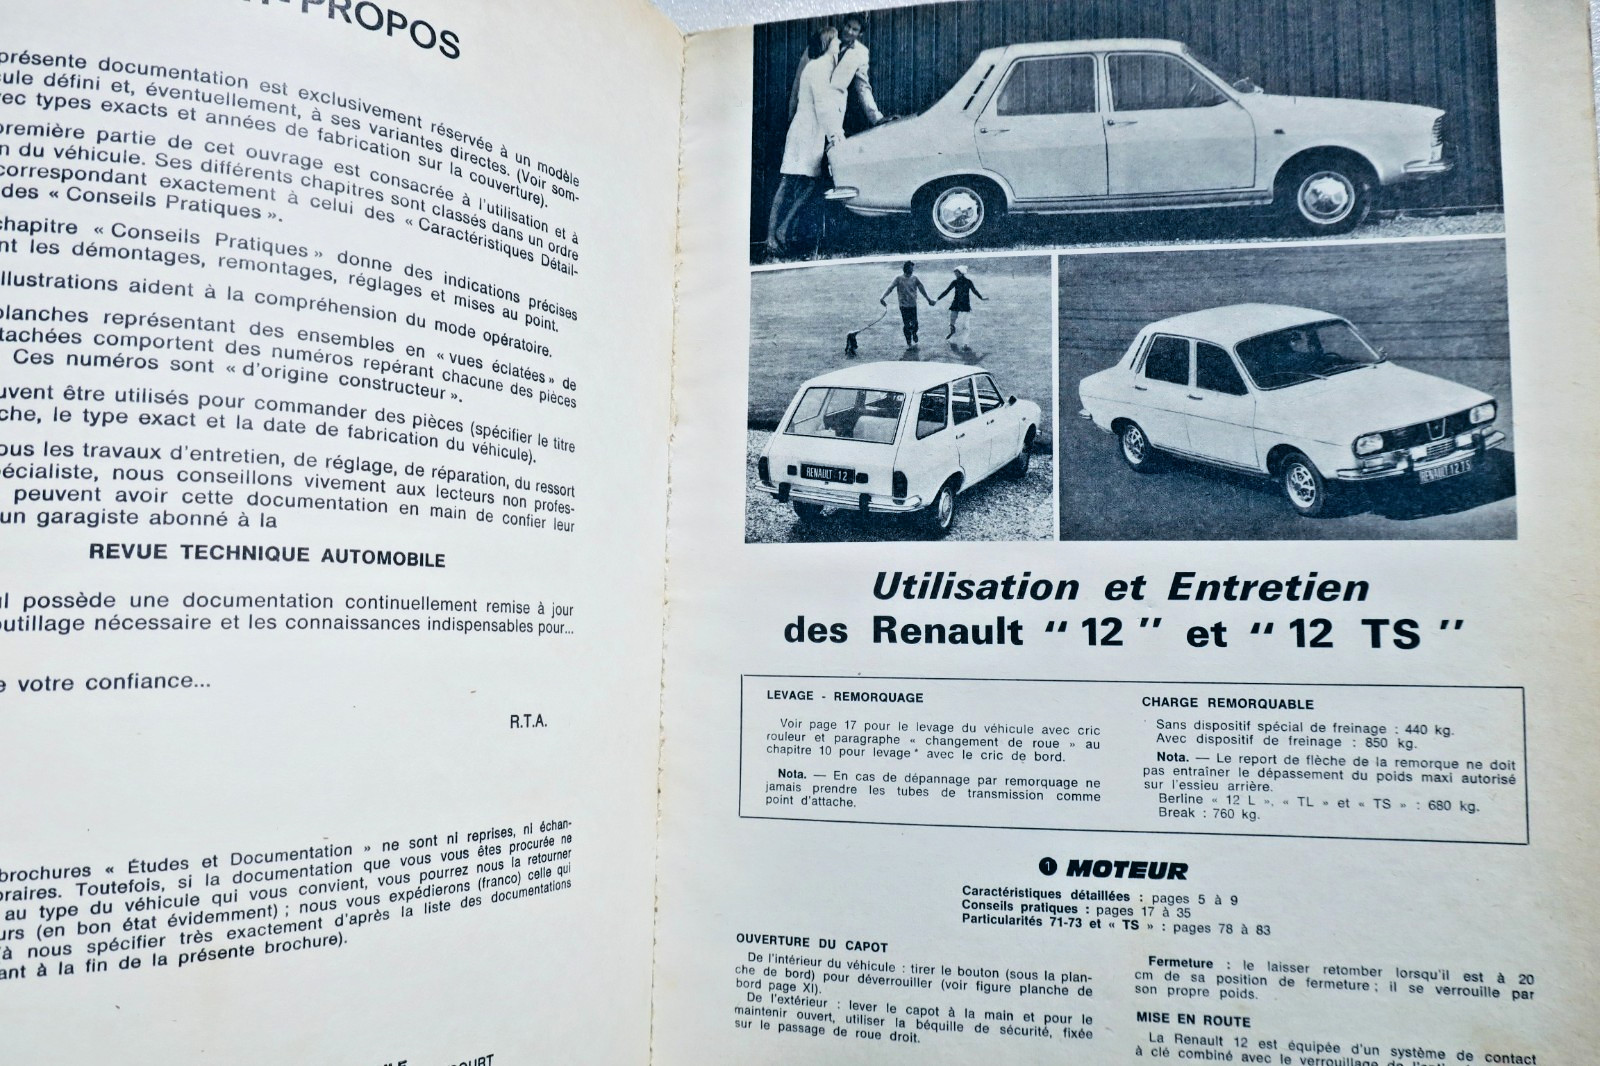 -PROPOS
présente documentation est exclusivement réservée à un modèle
défini et, éventuellement, à ses variantes directes. (Voir som-
types exacts et années de fabrication sur la couverture).
première partie de cet ouvrage est consacrée à l'utilisation et à
du véhicule. Ses différents chapitres sont classés dans un ordre
correspondant exactement à celui des « Caractéristiques Détail-
des « Conseils Pratiques ».
chapitre « Conseils Pratiques » donne des indications précises
les démontages, remontages, réglages et mises au point.
illustrations aident à la compréhension du mode opératoire.
planches représentant des ensembles en « vues éclatées » de
tachées comportent des numéros repérant chacune des pièces
Ces numéros sont « d'origine constructeur ».
uvent être utilisés pour commander des pièces (spécifier le titre
che, le type exact et la date de fabrication du véhicule).
ous les travaux d'entretien, de réglage, de réparation, du ressort
pécialiste, nous conseillons vivement aux lecteurs non profes-
peuvent avoir cette documentation en main de confier leur
un garagiste abonné à la
REVUE TECHNIQUE AUTOMOBILE
possède une documentation continuellement remise à jour
outillage nécessaire et les connaissances indispensables pour...
votre confiance...
R.T.A.
brochures « Études et Documentation » ne sont ni reprises, ni échan-
oraires. Toutefois, si la documentation que vous vous êtes procurée ne
au type du véhicule qui vous convient, vous pourrez nous la retourner
urs (en bon état évidemment) ; nous vous expédierons (franco) celle qui
à nous spécifier très exactement d'après la liste des documentations
ant à la fin de la présente brochure).
COURT
RENAULT 12
RENAULT 12 TS
Utilisation et Entretien
des Renault " 12 " et " 12 TS "
LEVAGE - REMORQUAGE
Voir page 17 pour le levage du véhicule avec cric
rouleur et paragraphe « changement de roue » au
chapitre 10 pour levage avec le cric de bord.
Nota. — En cas de dépannage par remorquage ne
jamais prendre les tubes de transmission comme
point d'attache.
CHARGE REMORQUABLE
Sans dispositif spécial de freinage : 440 kg.
Avec dispositif de freinage : 850 kg.
Nota. — Le report de flèche de la remorque ne doit
pas entraîner le dépassement du poids maxi autorisé
sur l'essieu arrière.
Berline « 12 L », « TL » et « TS » : 680 kg.
Break : 760 kg.
1 MOTEUR
Caractéristiques détaillées : pages 5 à 9
Conseils pratiques : pages 17 à 35
Particularités 71-73 et « TS » : pages 78 à 83
OUVERTURE DU CAPOT
De l'intérieur du véhicule : tirer le bouton (sous la plan-
che de bord) pour déverrouiller (voir figure planche de
bord page XI).
De l'extérieur : lever le capot à la main et pour le
maintenir ouvert, utiliser la béquille de sécurité, fixée
sur le passage de roue droit.
Fermeture : le laisser retomber lorsqu'il est à 20
cm de sa position de fermeture ; il se verrouille par
son propre poids.
MISE EN ROUTE
La Renault 12 est équipée d'un système de contact
à clé combiné avec le verrouillage de